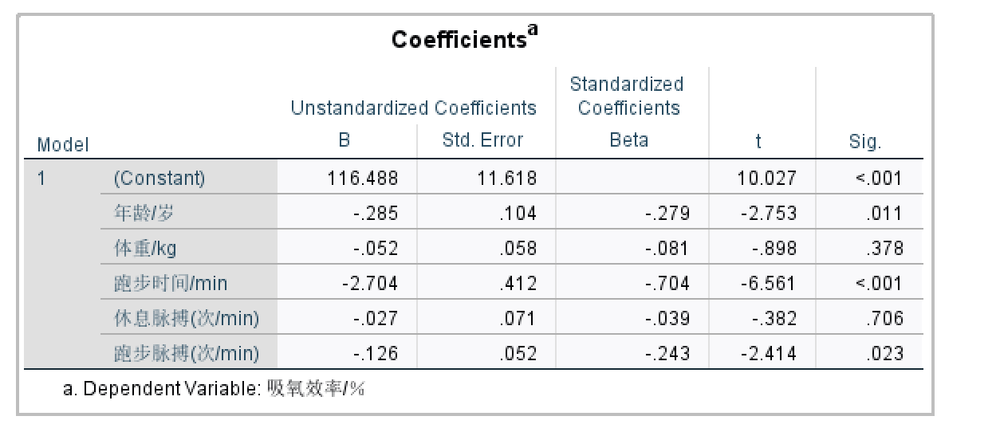 Coefficientsa
Unstandardized Coefficients Standardized Coefficients
Model B Std. Error Beta t Sig.
1 (Constant) 116.488 11.618 10.027 <.001
年龄/岁 -.285 .104 -.279 -2.753 .011
体重/kg -.052 .058 -.081 -.898 .378
跑步时间/min -2.704 .412 -.704 -6.561 <.001
休息脉搏(次/min) -.027 .071 -.039 -.382 .706
跑步脉搏(次/min) -.126 .052 -.243 -2.414 .023
a. Dependent Variable: 吸氧效率/%